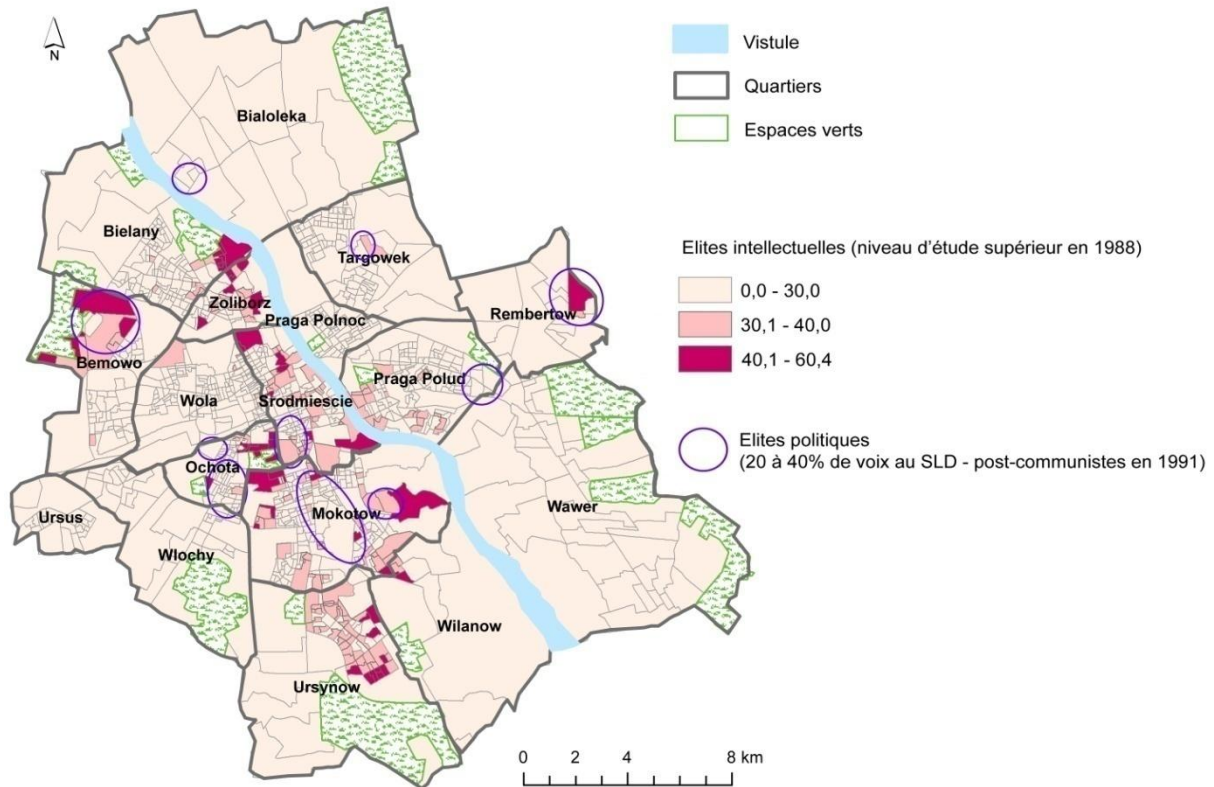 N
Bialoleka
Bielany
Targowek
Zoliborz
Praga Polnoc
Rembertow
Bemowo
Praga Polud
Wola
Srodmiescie
Ochota
Wawer
Ursus
Mokotow
Wlochy
Wilanow
Ursynow
Vistule
Quartiers
Espaces verts
Elites intellectuelles (niveau d'étude supérieur en 1988)
0,0 - 30,0
30,1 - 40,0
40,1 - 60,4
Elites politiques
(20 à 40% de voix au SLD - post-communistes en 1991)
0 2 4 8 km